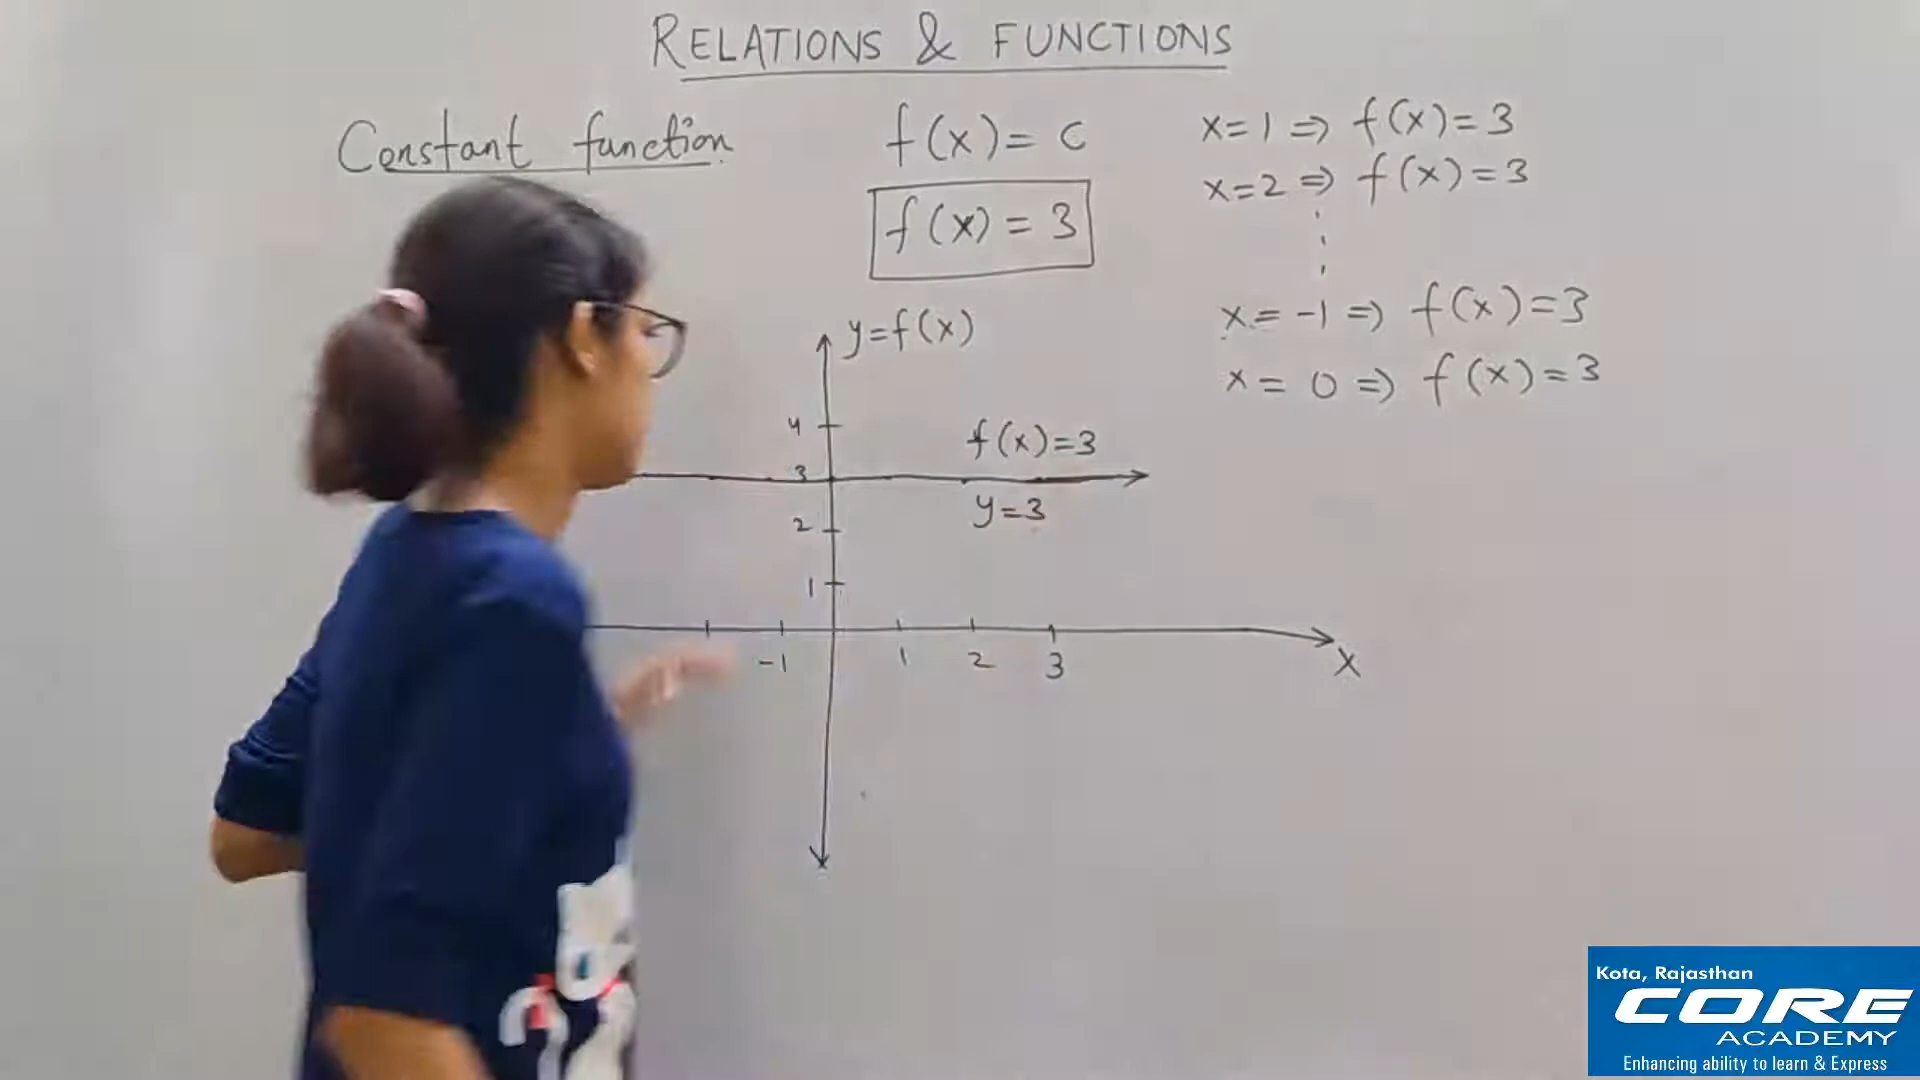 RELATIONS & FUNCTIONS
Constant function
f(x) = c
f(x) = 3
x=1 => f(x)=3
x=2 => f(x)=3
x= -1 => f(x)=3
x= 0 => f(x)=3
y=f(x)
4
f(x)=3
3
y=3
2
1
-1 1 2 3
x
Kota, Rajasthan
CORE
ACADEMY
Enhancing ability to learn & Express